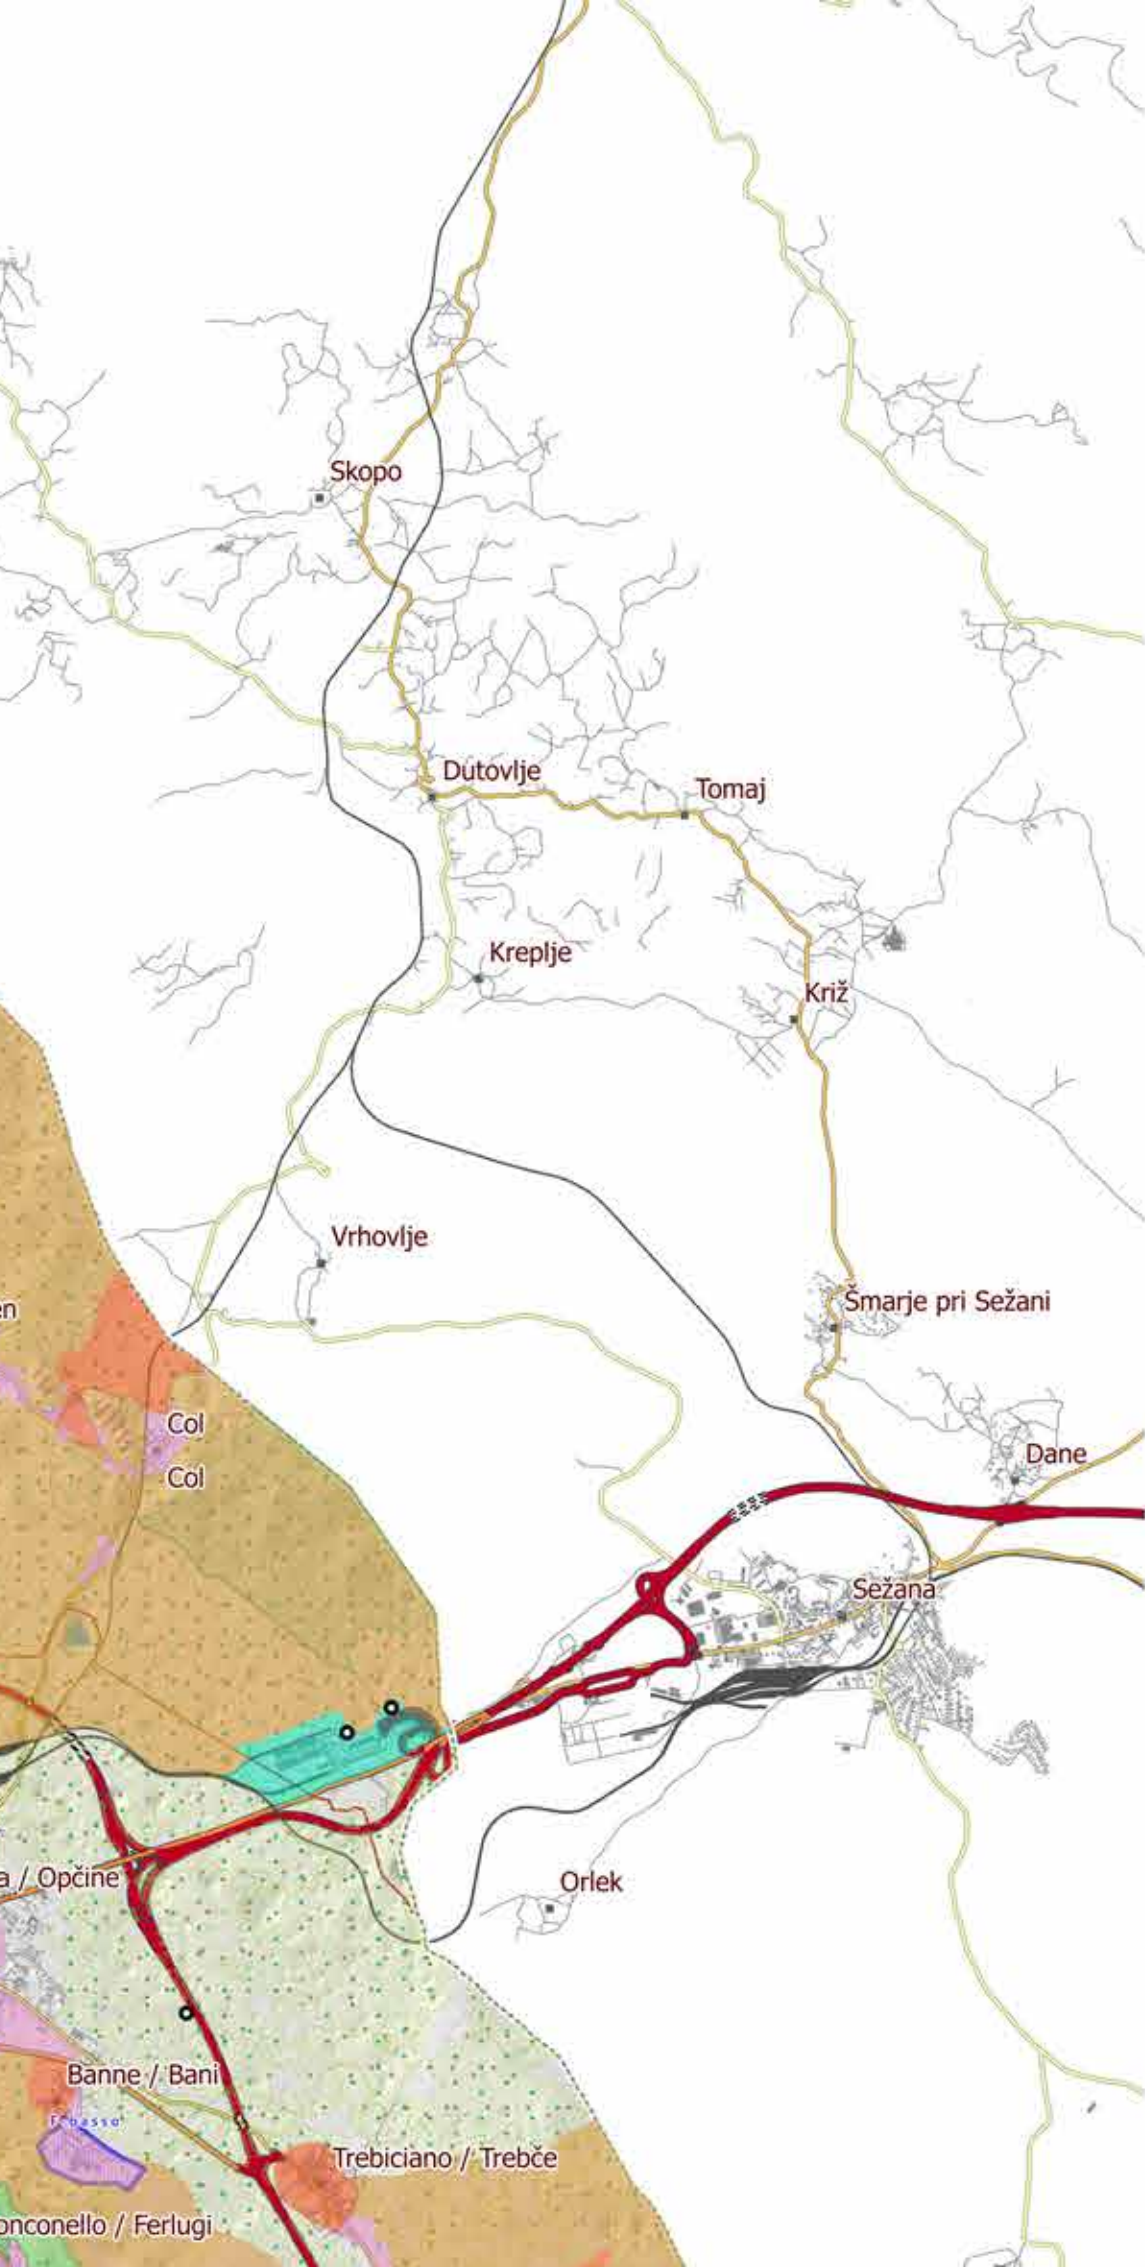 Skopo
Dutovlje
Tomaj
Kreplje
Križ
Vrhovlje
Šmarje pri Sežani
en
Col
Col
Dane
Sežana
a / Opčine
Orlek
Banne / Bani
Trebiciano / Trebče
onconello / Ferlugi